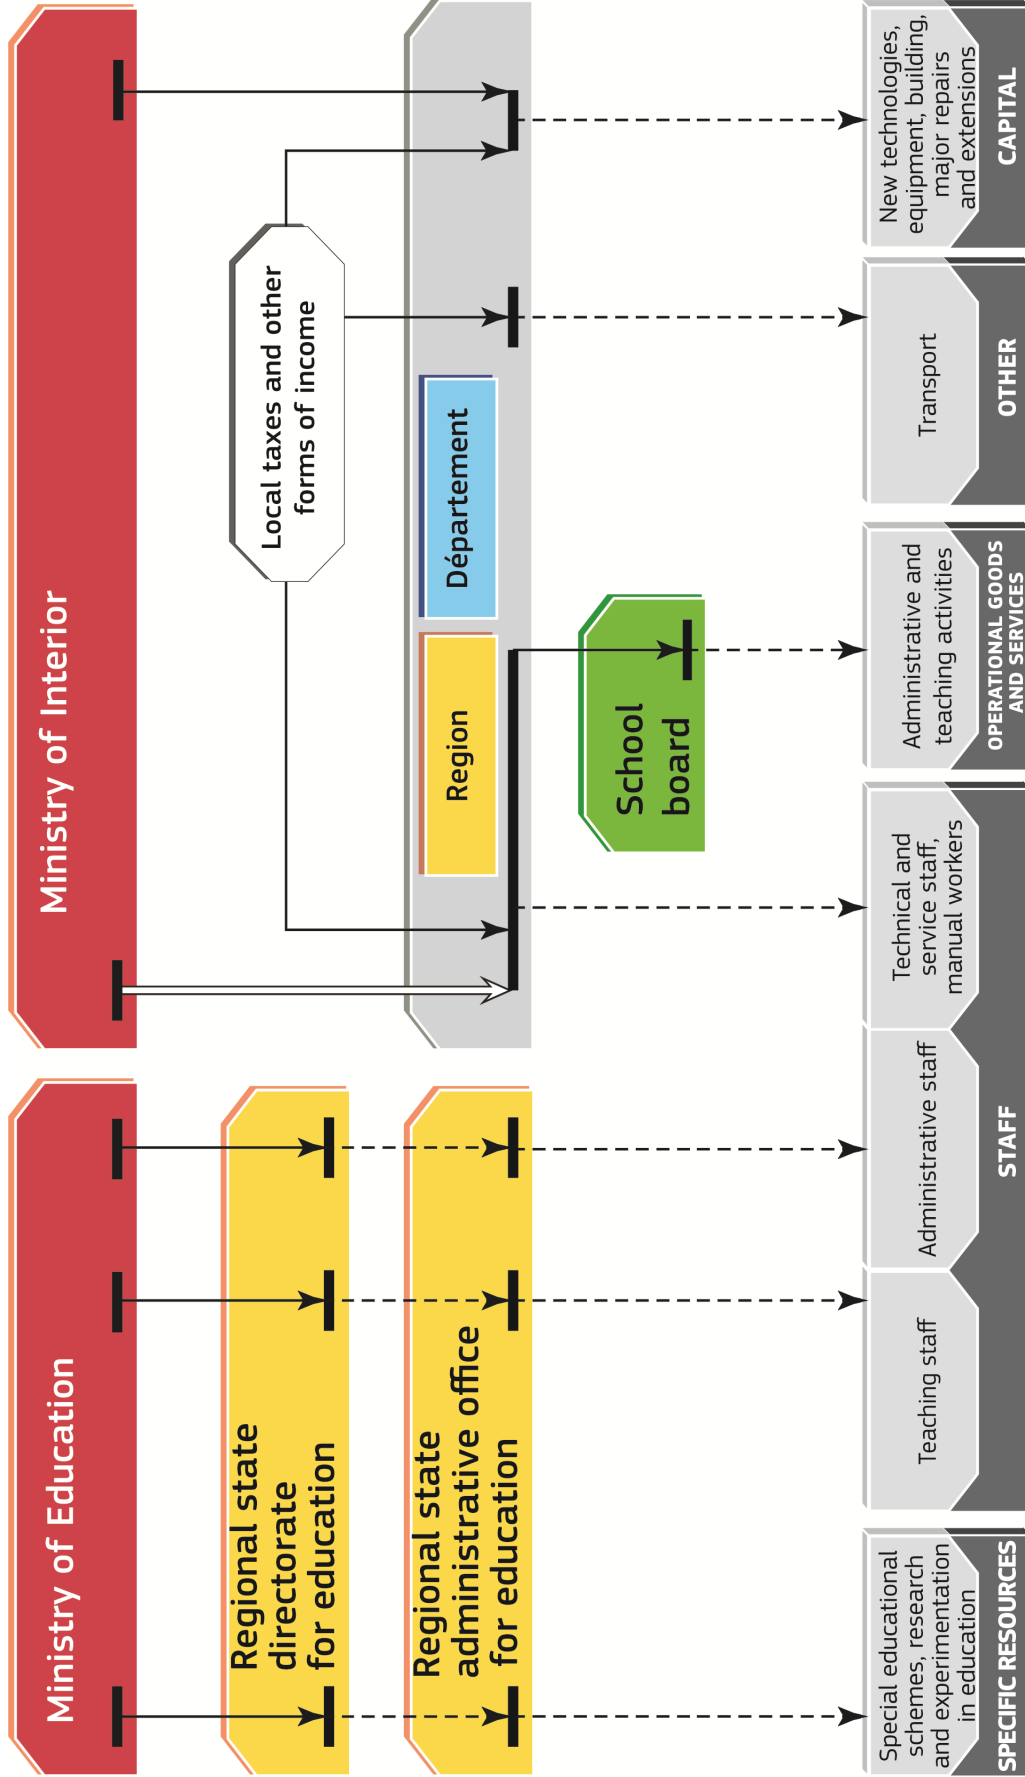 Ministry of Education
Ministry of Interior
Regional state
directorate
for education
Local taxes and other
forms of income
Regional state
administrative office
for education
Region
Département
School
board
Special educational
schemes, research
and experimentation
in education
Teaching staff
Administrative staff
Technical and
service staff,
manual workers
Administrative and
teaching activities
Transport
New technologies,
equipment, building,
major repairs
and extensions
SPECIFIC RESOURCES
STAFF
OPERATIONAL GOODS
AND SERVICES
OTHER
CAPITAL